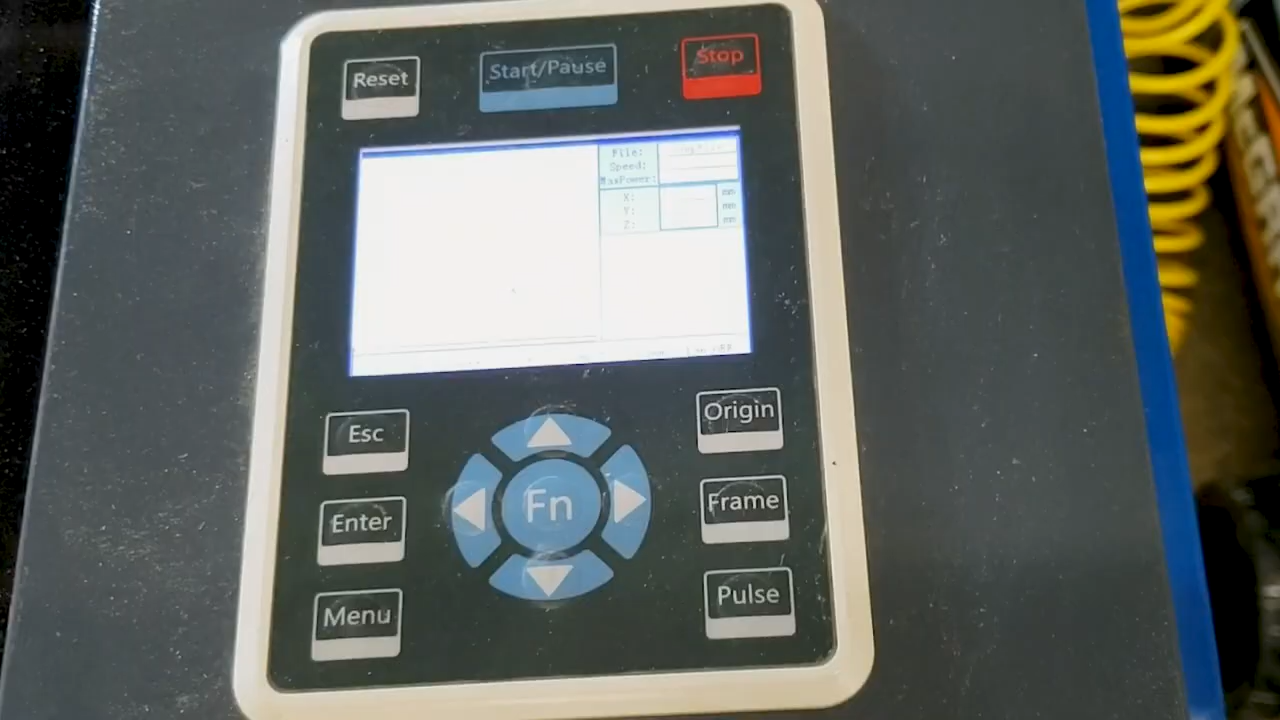 Reset
Start/Pause
Stop
File:
Speed:
MaxPower:
X: mm
Y: mm
Z: mm
Esc
Origin
Enter
Fn
Frame
Menu
Pulse